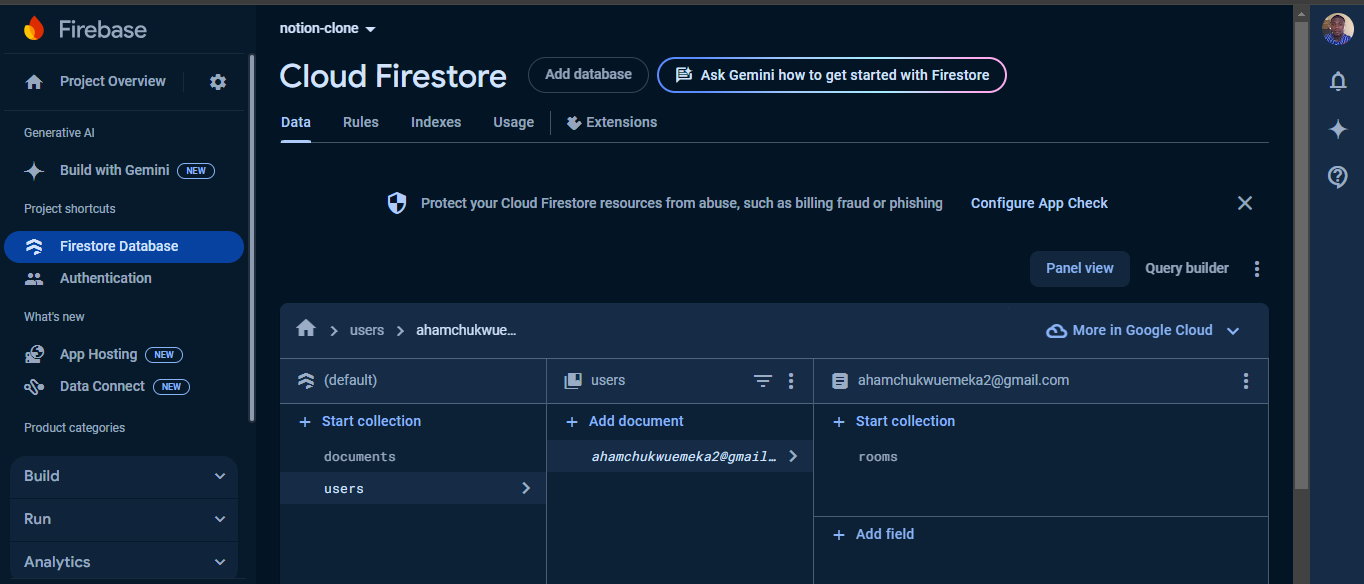 Firebase
Project Overview
Generative AI
Build with Gemini NEW
Project shortcuts
Firestore Database
Authentication
What's new
App Hosting NEW
Data Connect NEW
Product categories
Build
Run
Analytics
notion-clone
Cloud Firestore Add database Ask Gemini how to get started with Firestore
Data Rules Indexes Usage Extensions
Protect your Cloud Firestore resources from abuse, such as billing fraud or phishing Configure App Check
Panel view Query builder
users ahamchukwue... More in Google Cloud
(default)
+ Start collection
documents
users
users
+ Add document
ahamchukwuemeka2@gmail...
ahamchukwuemeka2@gmail.com
+ Start collection
rooms
+ Add field